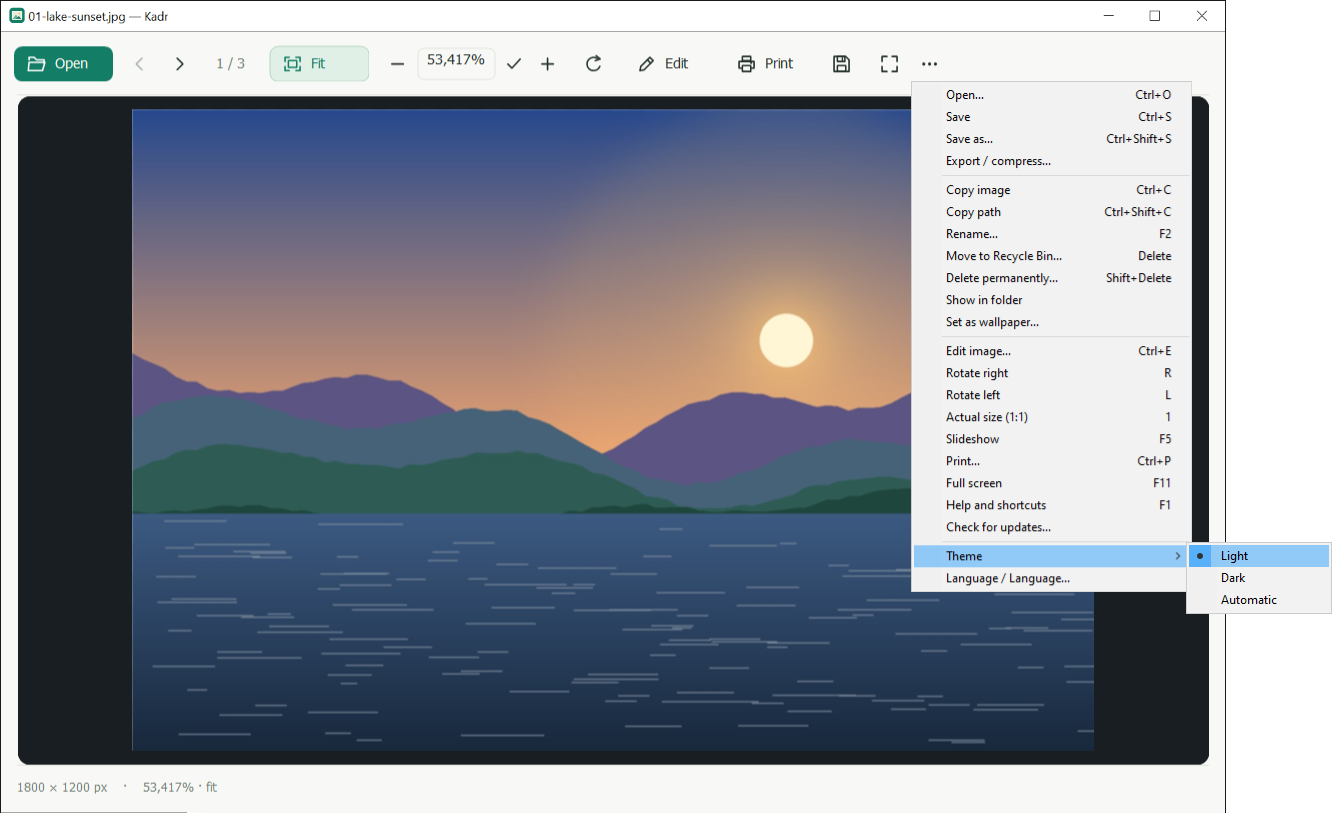 01-lake-sunset.jpg — Kadr
Open
1 / 3
Fit
53,417%
Edit
Print
Open... Ctrl+O
Save Ctrl+S
Save as... Ctrl+Shift+S
Export / compress...
Copy image Ctrl+C
Copy path Ctrl+Shift+C
Rename... F2
Move to Recycle Bin... Delete
Delete permanently... Shift+Delete
Show in folder
Set as wallpaper...
Edit image... Ctrl+E
Rotate right R
Rotate left L
Actual size (1:1) 1
Slideshow F5
Print... Ctrl+P
Full screen F11
Help and shortcuts F1
Check for updates...
Theme
Language / Language...
Light
Dark
Automatic
1800 × 1200 px · 53,417% · fit